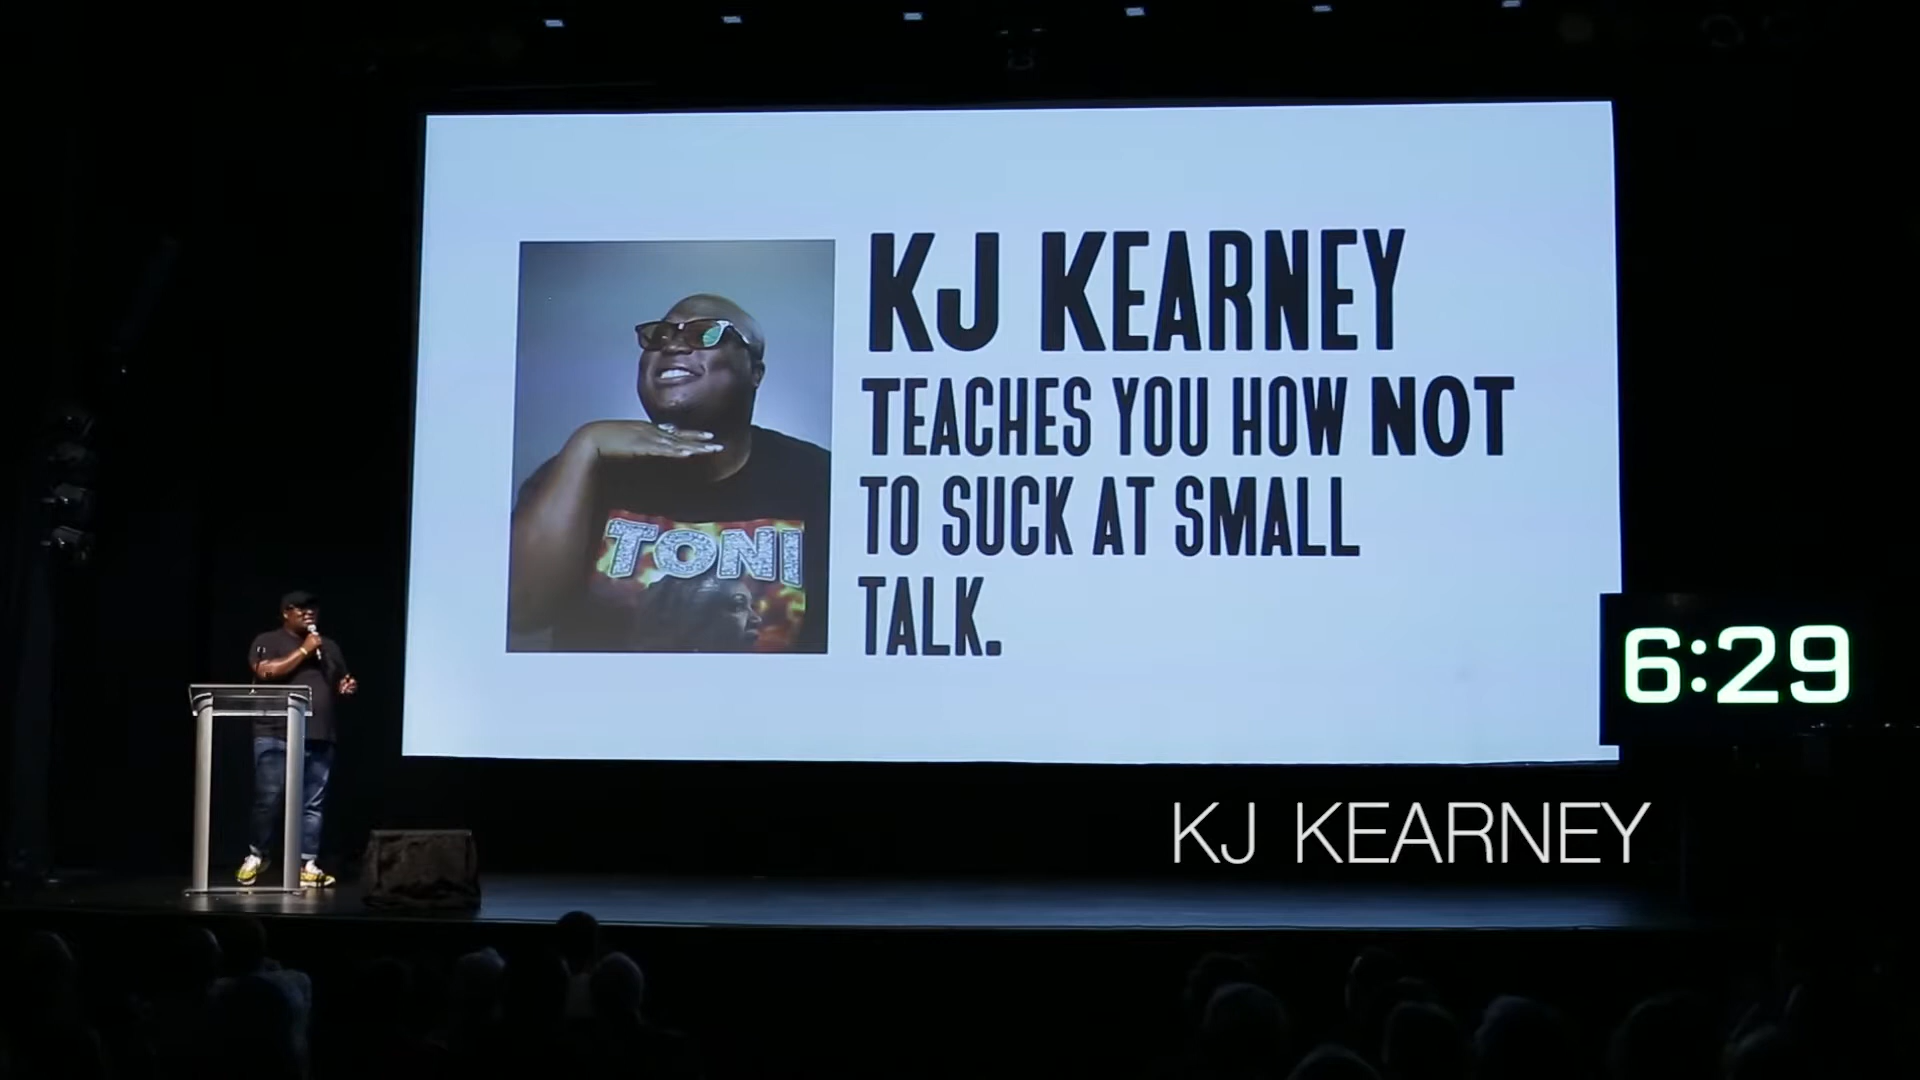 KJ KEARNEY
TEACHES YOU HOW NOT
TO SUCK AT SMALL
TALK.
TONI
6:29
KJ KEARNEY